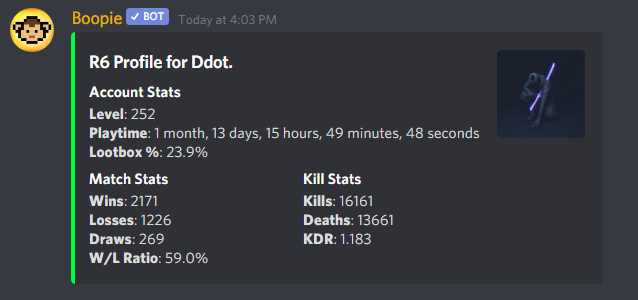 Boopie ✓ BOT Today at 4:03 PM
R6 Profile for Ddot.
Account Stats
Level: 252
Playtime: 1 month, 13 days, 15 hours, 49 minutes, 48 seconds
Lootbox %: 23.9%
Match Stats
Wins: 2171
Losses: 1226
Draws: 269
W/L Ratio: 59.0%
Kill Stats
Kills: 16161
Deaths: 13661
KDR: 1.183